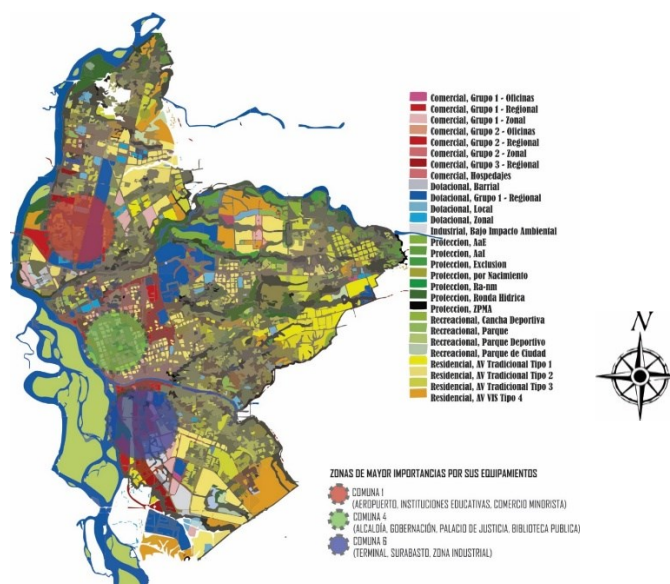 Comercial, Grupo 1 - Oficinas
Comercial, Grupo 1 - Regional
Comercial, Grupo 1 - Zonal
Comercial, Grupo 2 - Oficinas
Comercial, Grupo 2 - Regional
Comercial, Grupo 2 - Zonal
Comercial, Grupo 3 - Regional
Comercial, Hospedajes
Dotacional, Barrial
Dotacional, Grupo 1 - Regional
Dotacional, Local
Dotacional, Zonal
Industrial, Bajo Impacto Ambiental
Proteccion, AaE
Proteccion, AaI
Proteccion, Exclusion
Proteccion, por Nacimiento
Proteccion, Ra-nm
Proteccion, Ronda Hidrica
Proteccion, ZPMA
Recreacional, Cancha Deportiva
Recreacional, Parque
Recreacional, Parque Deportivo
Recreacional, Parque de Ciudad
Residencial, AV Tradicional Tipo 1
Residencial, AV Tradicional Tipo 2
Residencial, AV Tradicional Tipo 3
Residencial, AV VIS Tipo 4
N
ZONAS DE MAYOR IMPORTANCIAS POR SUS EQUIPAMIENTOS
COMUNA 1
(AEROPUERTO, INSTITUCIONES EDUCATIVAS, COMERCIO MINORISTA)
COMUNA 4
(ALCALDÍA, GOBERNACIÓN, PALACIO DE JUSTICIA, BIBLIOTECA PUBLICA)
COMUNA 6
(TERMINAL, SURABASTO, ZONA INDUSTRIAL)